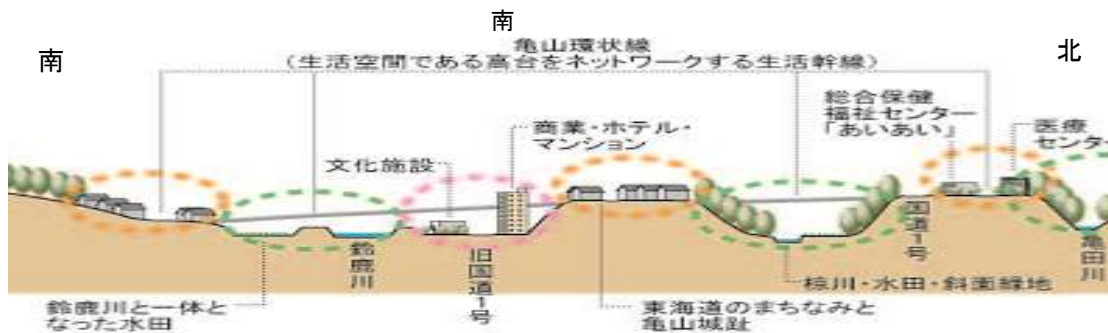 南
南
北
亀山環状線
(生活空間である高台をネットワークする生活幹線)
総合保健
福祉センター
「あいあい」
医療
センター
商業・ホテル・
マンション
文化施設
鈴鹿川
旧国道1号
国道1号
亀田川
椋川・水田・斜面緑地
鈴鹿川と一体と
なった水田
東海道のまちなみと
亀山城趾